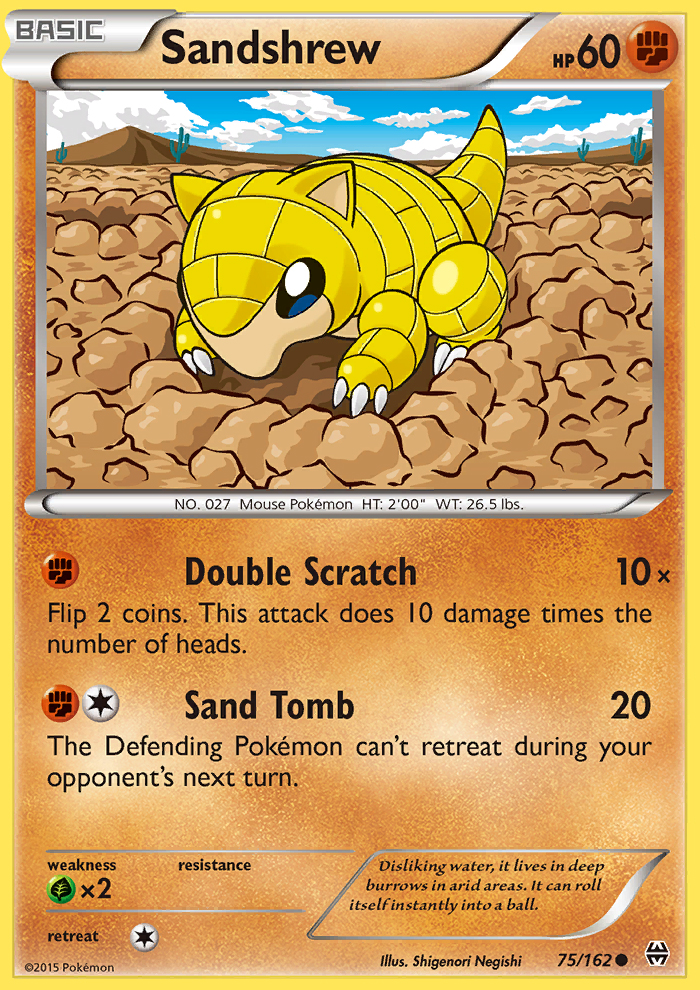 BASIC
Sandshrew
HP60
NO. 027 Mouse Pokémon HT: 2'00" WT: 26.5 lbs.
Double Scratch 10×
Flip 2 coins. This attack does 10 damage times the
number of heads.
Sand Tomb 20
The Defending Pokémon can't retreat during your
opponent's next turn.
weakness resistance
×2
Disliking water, it lives in deep
burrows in arid areas. It can roll
itself instantly into a ball.
retreat
©2015 Pokémon
Illus. Shigenori Negishi
75/162